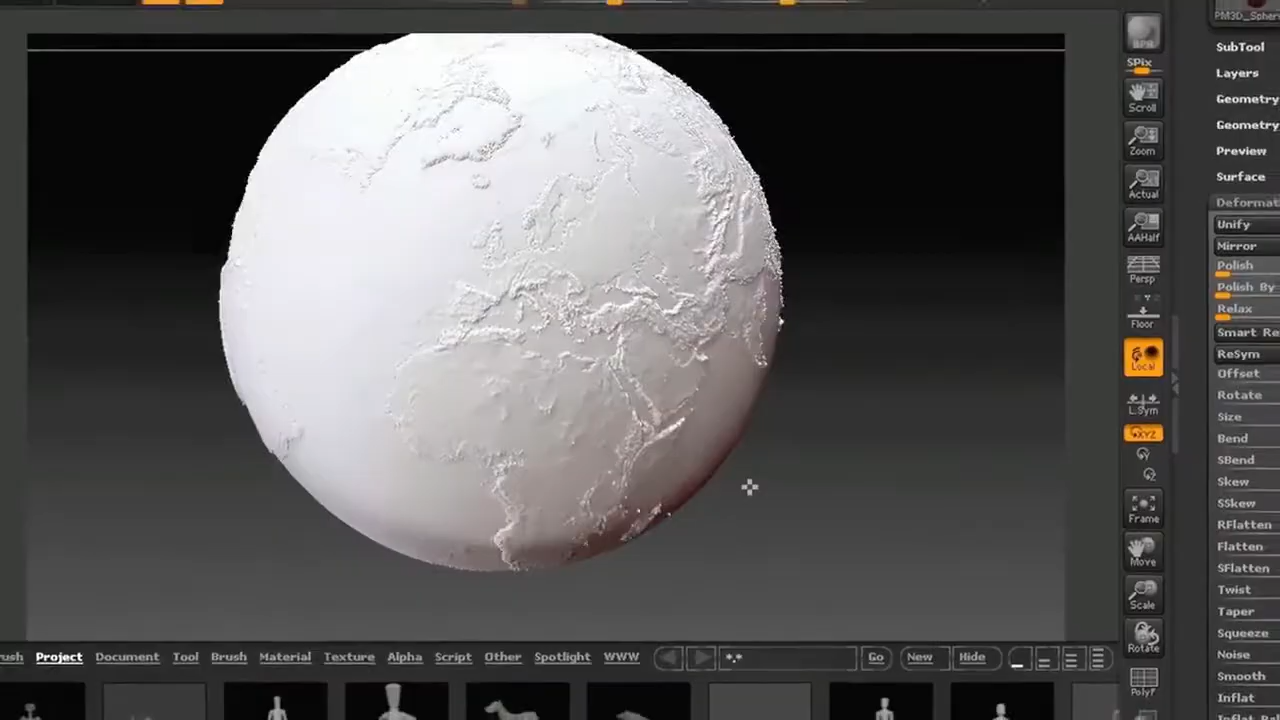 PM3D_Spher
BPR
SPix
SubTool
Layers
Scroll
Geometry
Geometry
Zoom
Preview
Surface
Actual
Deformat
Unify
AAHalf
Mirror
Polish
Persp
Polish By
Relax
Floor
Smart Re
ReSym
Local
Offset
Rotate
L.Sym
Size
XYZ
Bend
SBend
Skew
SSkew
Frame
RFlatten
Flatten
Move
SFlatten
Twist
Scale
Taper
Squeeze
Rotate
Noise
Smooth
PolyF
Inflat
rush Project Document Tool Brush Material Texture Alpha Script Other Spotlight WWW *.* Go New Hide